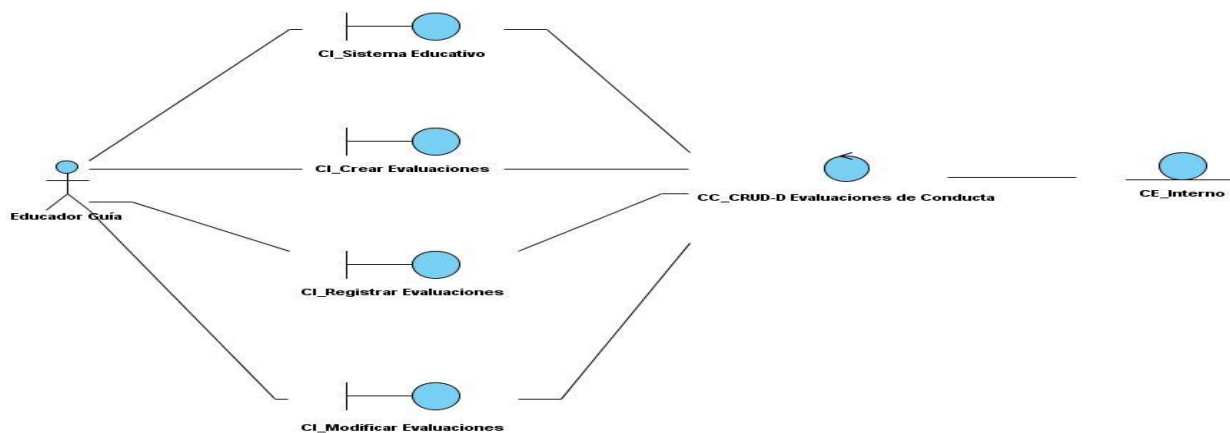 CI_Sistema Educativo
CI_Crear Evaluaciones
Educador Guía
CC_CRUD-D Evaluaciones de Conducta
CE_Interno
CI_Registrar Evaluaciones
CI_Modificar Evaluaciones